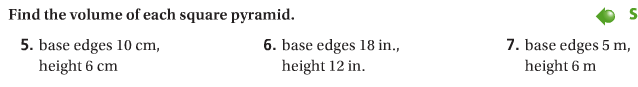 Find the volume of each square pyramid.
S
5. base edges 10 cm,
height 6 cm
6. base edges 18 in.,
height 12 in.
7. base edges 5 m,
height 6 m